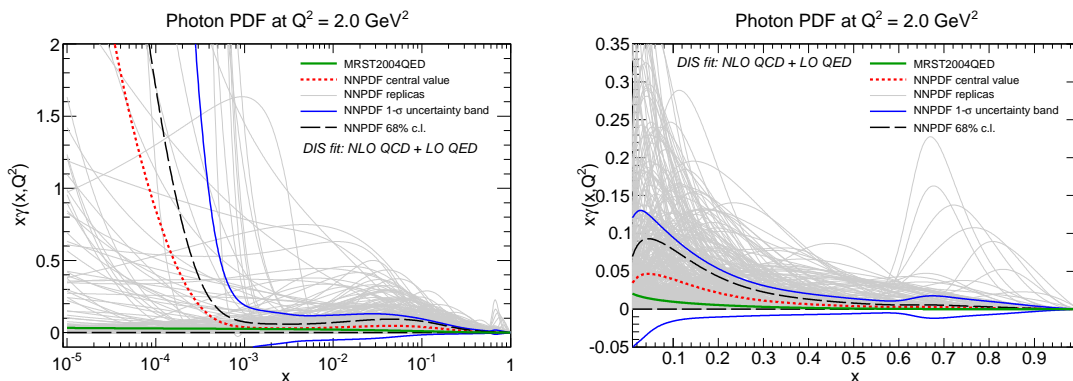 Photon PDF at Q² = 2.0 GeV²
xγ(x,Q²)
2
1.5
1
0.5
0
MRST2004QED
NNPDF central value
NNPDF replicas
NNPDF 1-σ uncertainty band
NNPDF 68% c.l.
DIS fit: NLO QCD + LO QED
10⁻⁵ 10⁻⁴ 10⁻³ 10⁻² 10⁻¹ 1
x
Photon PDF at Q² = 2.0 GeV²
xγ(x,Q²)
0.35
0.3
0.25
0.2
0.15
0.1
0.05
0
-0.05
DIS fit: NLO QCD + LO QED
MRST2004QED
NNPDF central value
NNPDF replicas
NNPDF 1-σ uncertainty band
NNPDF 68% c.l.
0.1 0.2 0.3 0.4 0.5 0.6 0.7 0.8 0.9
x